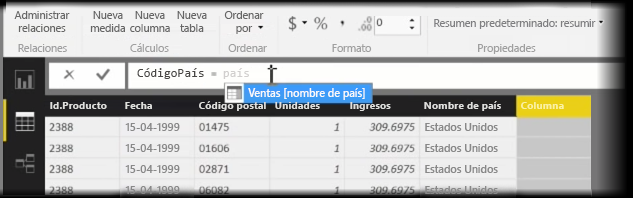 Administrar relaciones
Nueva medida
Nueva columna
Nueva tabla
Ordenar por
$ % , .00 0
Resumen predeterminado: resumir
Relaciones Cálculos Ordenar Formato Propiedades
CódigoPaís = país
Ventas [nombre de país]
Id.Producto Fecha Código postal Unidades Ingresos Nombre de país Columna
2388 15-04-1999 01475 1 309.6975 Estados Unidos
2388 15-04-1999 01606 1 309.6975 Estados Unidos
2388 15-04-1999 02871 1 309.6975 Estados Unidos
2388 15-04-1999 06082 1 309.6975 Estados Unidos